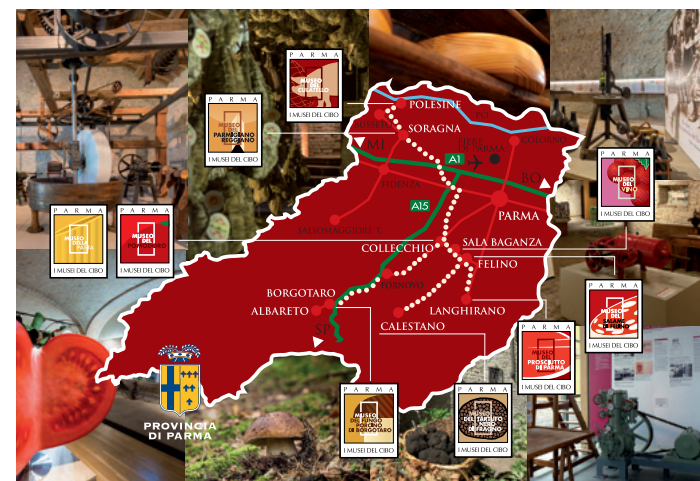 PARMA
MUSEO
DEL
CULATELLO
I MUSEI DEL CIBO
PARMA
MUSEO
DEL
PARMIGIANO
REGGIANO
I MUSEI DEL CIBO
POLESINE
PO
SORAGNA
COLORNO
MI
FIERE
DI PARMA
A1
BO
FIDENZA
PARMA
MUSEO
DEL
VINO
I MUSEI DEL CIBO
A15
PARMA
SALSOMAGGIORE T.
PARMA
MUSEO
DELLA
PASTA
I MUSEI DEL CIBO
PARMA
MUSEO
DEL
POMODORO
I MUSEI DEL CIBO
COLLECCHIO
SALA BAGANZA
FELINO
FORNOVO
BORGOTARO
ALBARETO
LANGHIRANO
CALESTANO
SP
PARMA
MUSEO
DEL
SALAME
DI FELINO
I MUSEI DEL CIBO
PARMA
MUSEO
DEL
PROSCIUTTO
DI PARMA
I MUSEI DEL CIBO
PROVINCIA
DI PARMA
PARMA
MUSEO
DEL FUNGO
PORCINO
DI BORGOTARO
I MUSEI DEL CIBO
PARMA
MUSEO
DEL TARTUFO
NERO
DI FRAGNO
I MUSEI DEL CIBO